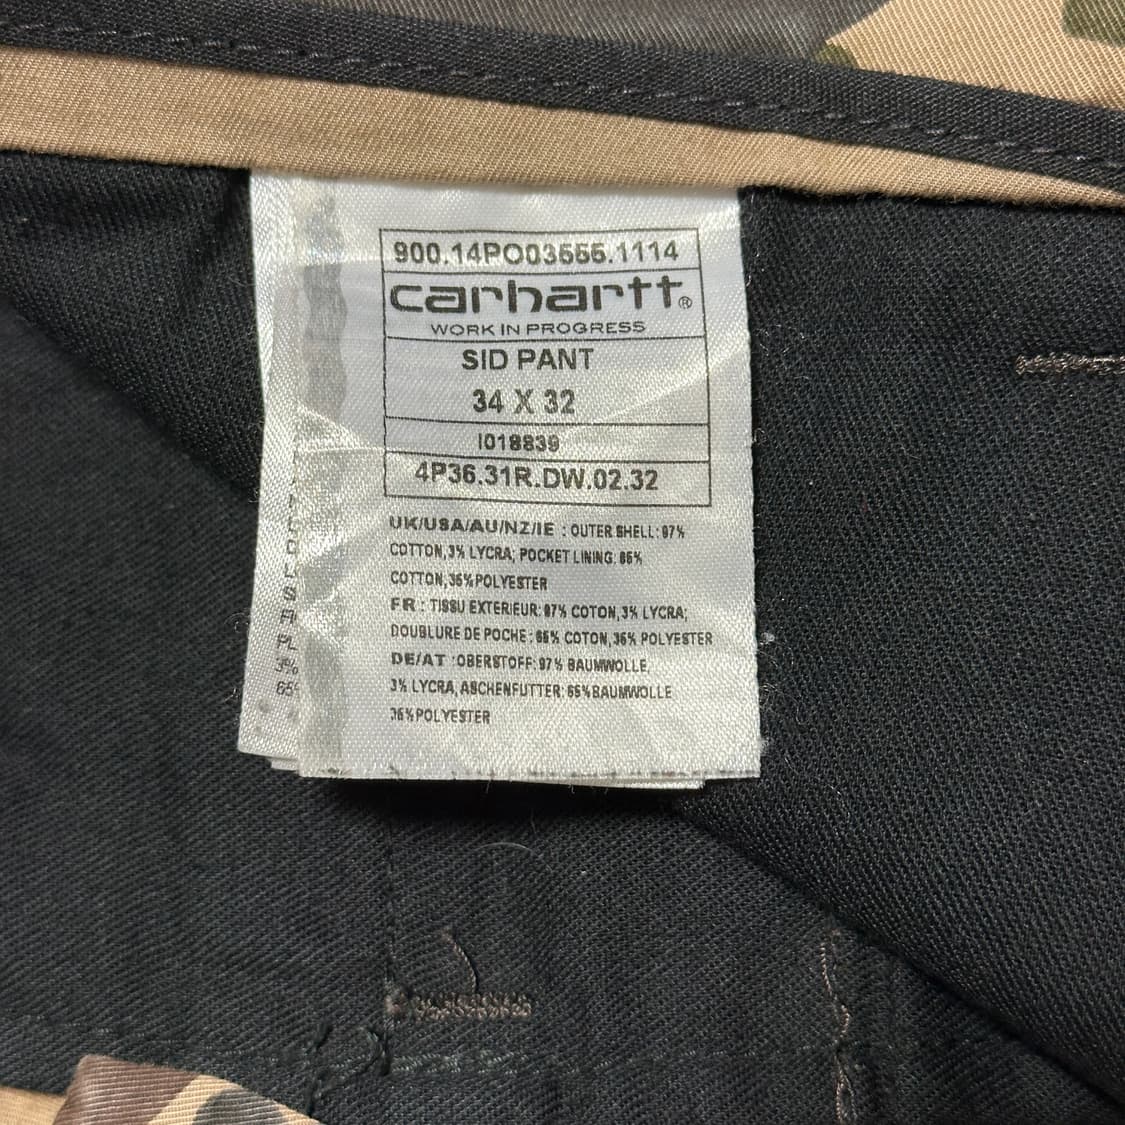 900.14PO03555.1114
carhartt®
WORK IN PROGRESS
SID PANT
34 X 32
I018839
4P36.31R.DW.02.32
UK/USA/AU/NZ/IE : OUTER SHELL: 97%
COTTON, 3% LYCRA; POCKET LINING: 65%
COTTON, 35% POLYESTER
FR : TISSU EXTERIEUR: 97% COTON, 3% LYCRA;
DOUBLURE DE POCHE : 65% COTON, 35% POLYESTER
DE/AT :OBERSTOFF: 97% BAUMWOLLE,
3% LYCRA, ASCHENFUTTER: 65%BAUMWOLLE
35%POLYESTER
3%